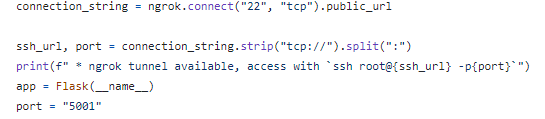 connection_string = ngrok.connect("22", "tcp").public_url
ssh_url, port = connection_string.strip("tcp://").split(":")
print(f" * ngrok tunnel available, access with `ssh root@{ssh_url} -p{port}`")
app = Flask(__name__)
port = "5001"